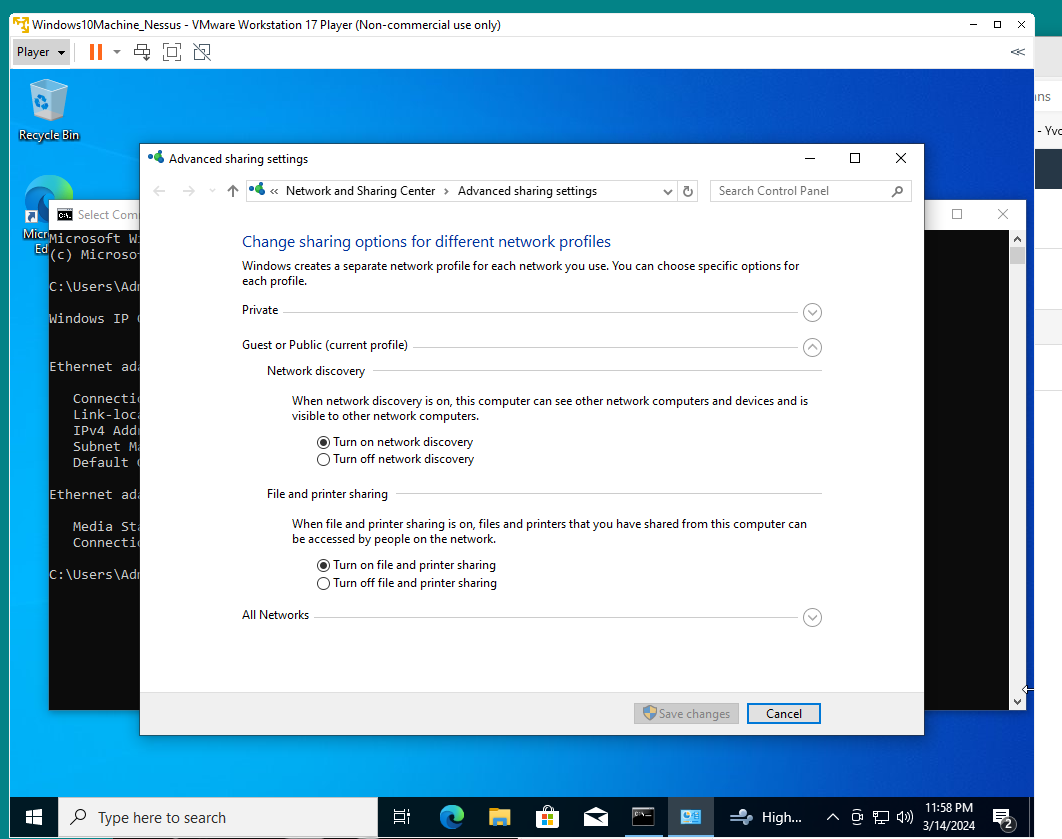 Windows10Machine_Nessus - VMware Workstation 17 Player (Non-commercial use only)
Player
Recycle Bin
Advanced sharing settings
Network and Sharing Center > Advanced sharing settings
Search Control Panel
- Yvo
Select Com
Microsoft Wi
(c) Microsof
Change sharing options for different network profiles
Windows creates a separate network profile for each network you use. You can choose specific options for
each profile.
C:\Users\Adm
Private
Windows IP C
Guest or Public (current profile)
Network discovery
Ethernet ada
When network discovery is on, this computer can see other network computers and devices and is
visible to other network computers.
Connectio
Link-loca
IPv4 Addr
Subnet Ma
Default G
Turn on network discovery
Turn off network discovery
Ethernet ada
File and printer sharing
Media Sta
Connectio
When file and printer sharing is on, files and printers that you have shared from this computer can
be accessed by people on the network.
Turn on file and printer sharing
Turn off file and printer sharing
C:\Users\Adm
All Networks
Save changes
Cancel
Type here to search
High...
11:58 PM
3/14/2024
2